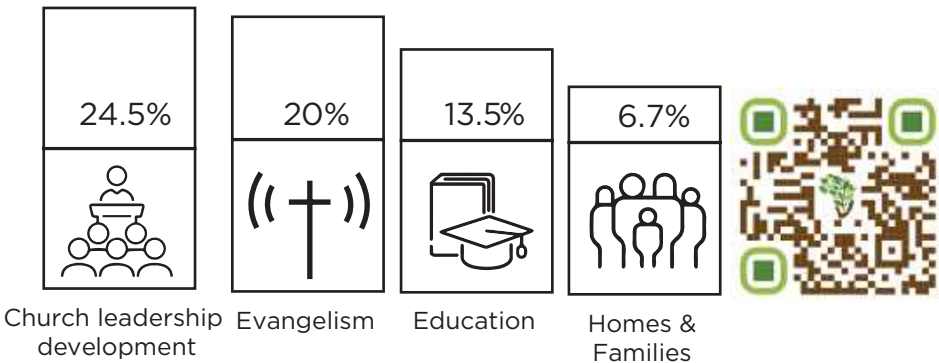 24.5%
20%
13.5%
6.7%
Church leadership
development
Evangelism
Education
Homes &
Families